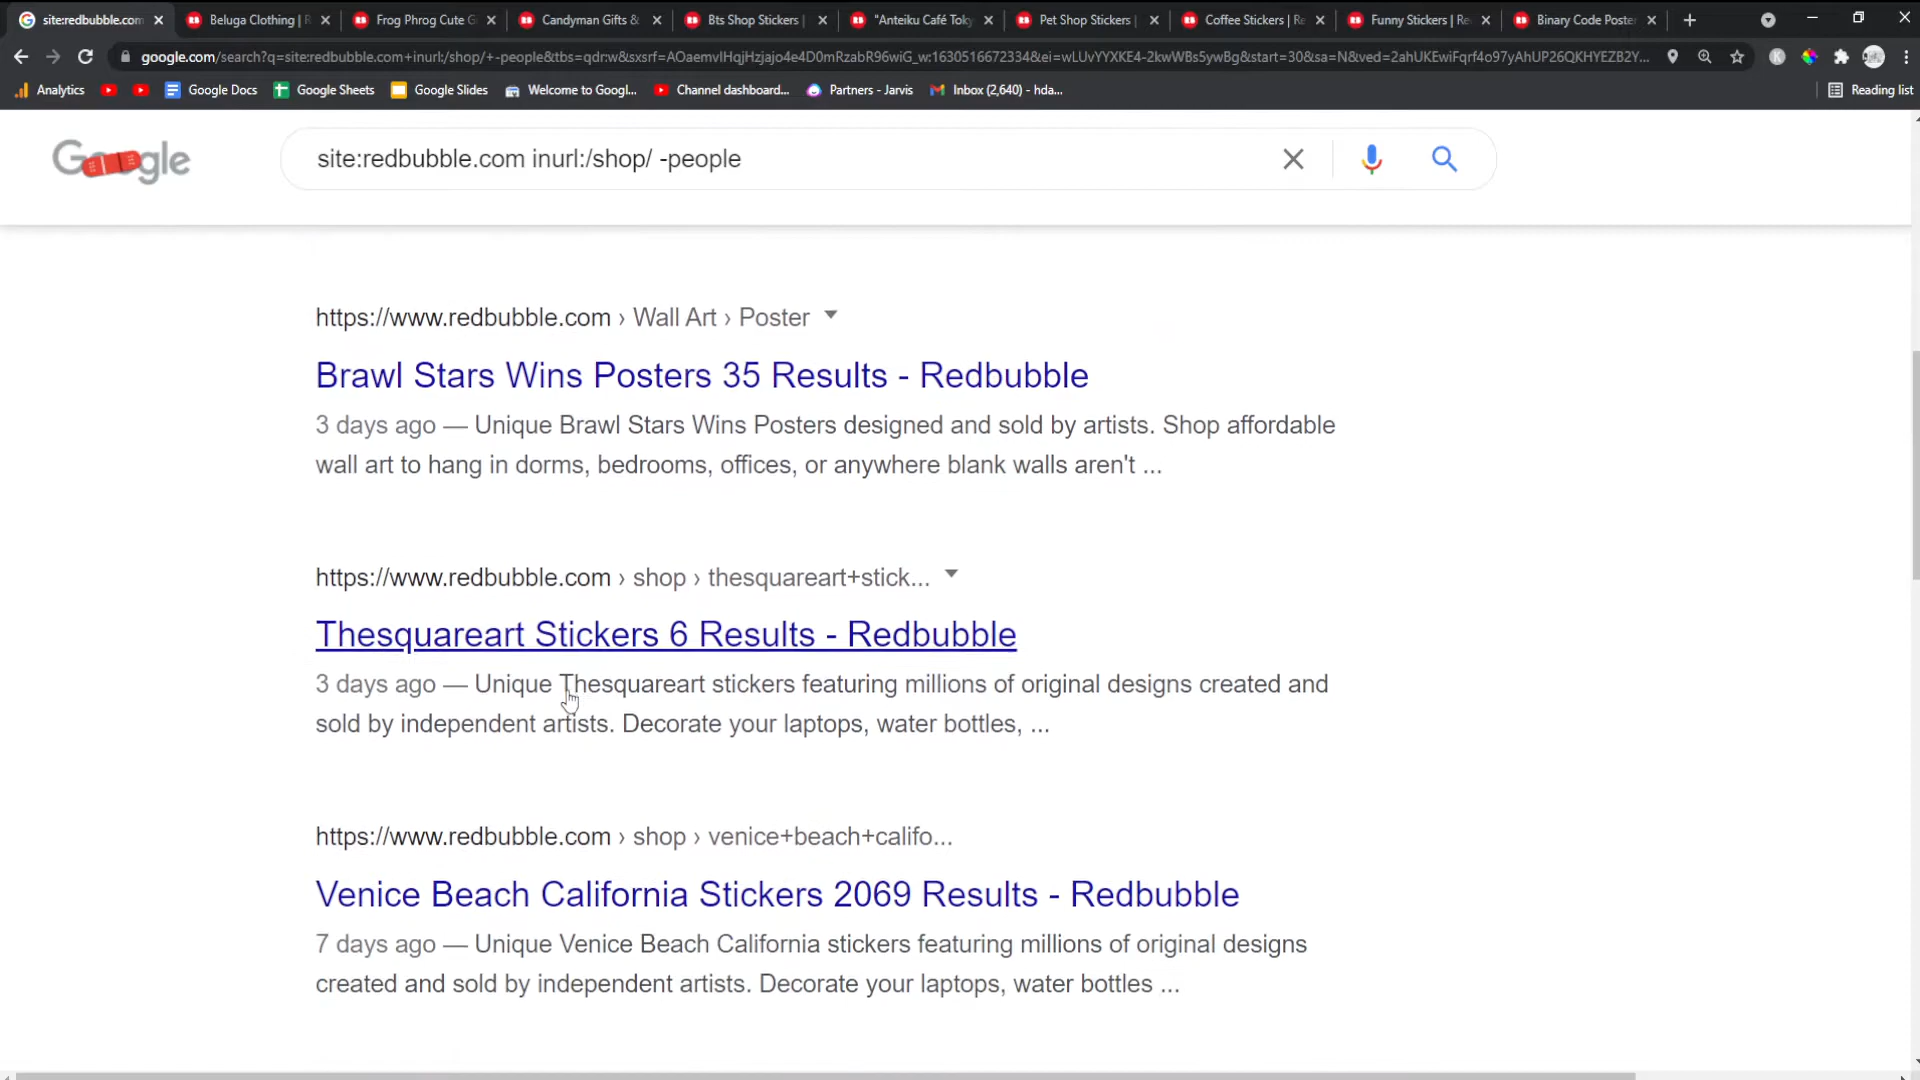 site:redbubble.com
Beluga Clothing | R
Frog Phrog Cute G
Candyman Gifts &
Bts Shop Stickers |
"Anteiku Café Tok
Pet Shop Stickers |
Coffee Stickers | Re
Funny Stickers | Re
Binary Code Poste
google.com/search?q=site:redbubble.com+inurl:/shop/+-people&tbs=qdr:w&sxsrf=AOaemvIHqjHzjajo4e4D0mRzabR96wiG_w:1630516672334&ei=wLUvYYXKE4-2kwWBs5ywBg&start=30&sa=N&ved=2ahUKEwiFqrf4o97yAhUP26QKHYEZB2Y...
Analytics
Google Docs
Google Sheets
Google Slides
Welcome to Googl...
Channel dashboard...
Partners - Jarvis
Inbox (2,640) - hda...
Reading list
Google
site:redbubble.com inurl:/shop/ -people
https://www.redbubble.com › Wall Art › Poster
Brawl Stars Wins Posters 35 Results - Redbubble
3 days ago — Unique Brawl Stars Wins Posters designed and sold by artists. Shop affordable
wall art to hang in dorms, bedrooms, offices, or anywhere blank walls aren't ...
https://www.redbubble.com › shop › thesquareart+stick...
Thesquareart Stickers 6 Results - Redbubble
3 days ago — Unique Thesquareart stickers featuring millions of original designs created and
sold by independent artists. Decorate your laptops, water bottles, ...
https://www.redbubble.com › shop › venice+beach+califo...
Venice Beach California Stickers 2069 Results - Redbubble
7 days ago — Unique Venice Beach California stickers featuring millions of original designs
created and sold by independent artists. Decorate your laptops, water bottles ...